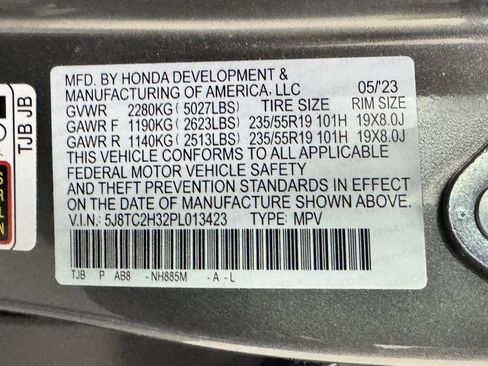 MFD. BY HONDA DEVELOPMENT &
MANUFACTURING OF AMERICA, LLC 05/'23
GVWR 2280KG(5027LBS) TIRE SIZE RIM SIZE
GAWR F 1190KG(2623LBS) 235/55R19 101H 19X8.0J
GAWR R 1140KG(2513LBS) 235/55R19 101H 19X8.0J
THIS VEHICLE CONFORMS TO ALL APPLICABLE
FEDERAL MOTOR VEHICLE SAFETY
AND THEFT PREVENTION STANDARDS IN EFFECT
ON THE DATE OF MANUFACTURE SHOWN ABOVE.
V.I.N.: 5J8TC2H32PL013423 TYPE: MPV
TJB P AB8 -NH885M -A-L
TJB JB